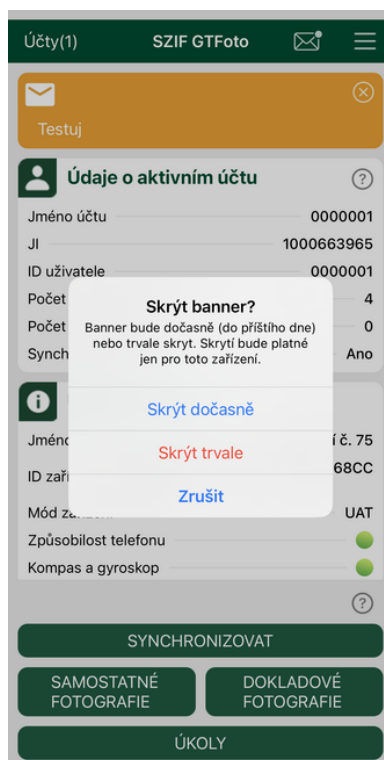 Účty(1) SZIF GTFoto
Testuj
Údaje o aktivním účtu ?
Jméno účtu 0000001
JI 1000663965
ID uživatele 0000001
Počet 4
Počet 0
Synch Ano
Skrýt banner?
Banner bude dočasně (do příštího dne)
nebo trvale skryt. Skrytí bude platné
jen pro toto zařízení.
Skrýt dočasně
Skrýt trvale
Zrušit
i
Jméno í č. 75
ID zaří 68CC
Mód UAT
Způsobilost telefonu
Kompas a gyroskop
?
SYNCHRONIZOVAT
SAMOSTATNÉ
FOTOGRAFIE
DOKLADOVÉ
FOTOGRAFIE
ÚKOLY